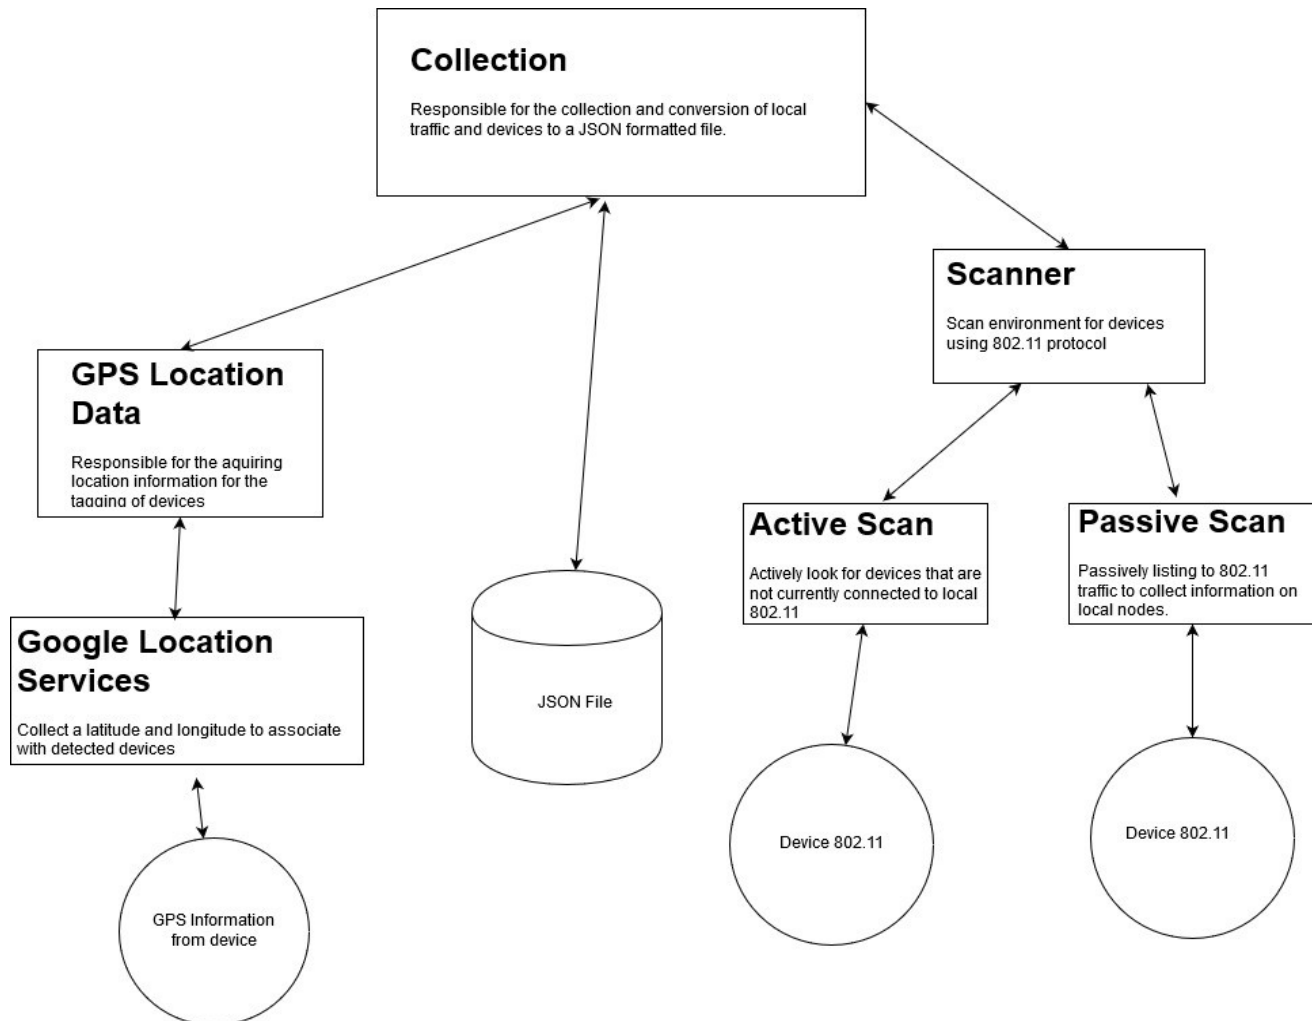 Collection
Responsible for the collection and conversion of local
traffic and devices to a JSON formatted file.
Scanner
Scan environment for devices
using 802.11 protocol
GPS Location
Data
Responsible for the aquiring
location information for the
tagging of devices
Active Scan
Actively look for devices that are
not currently connected to local
802.11
Passive Scan
Passively listing to 802.11
traffic to collect information on
local nodes.
Google Location
Services
Collect a latitude and longitude to associate
with detected devices
JSON File
Device 802.11
Device 802.11
GPS Information
from device